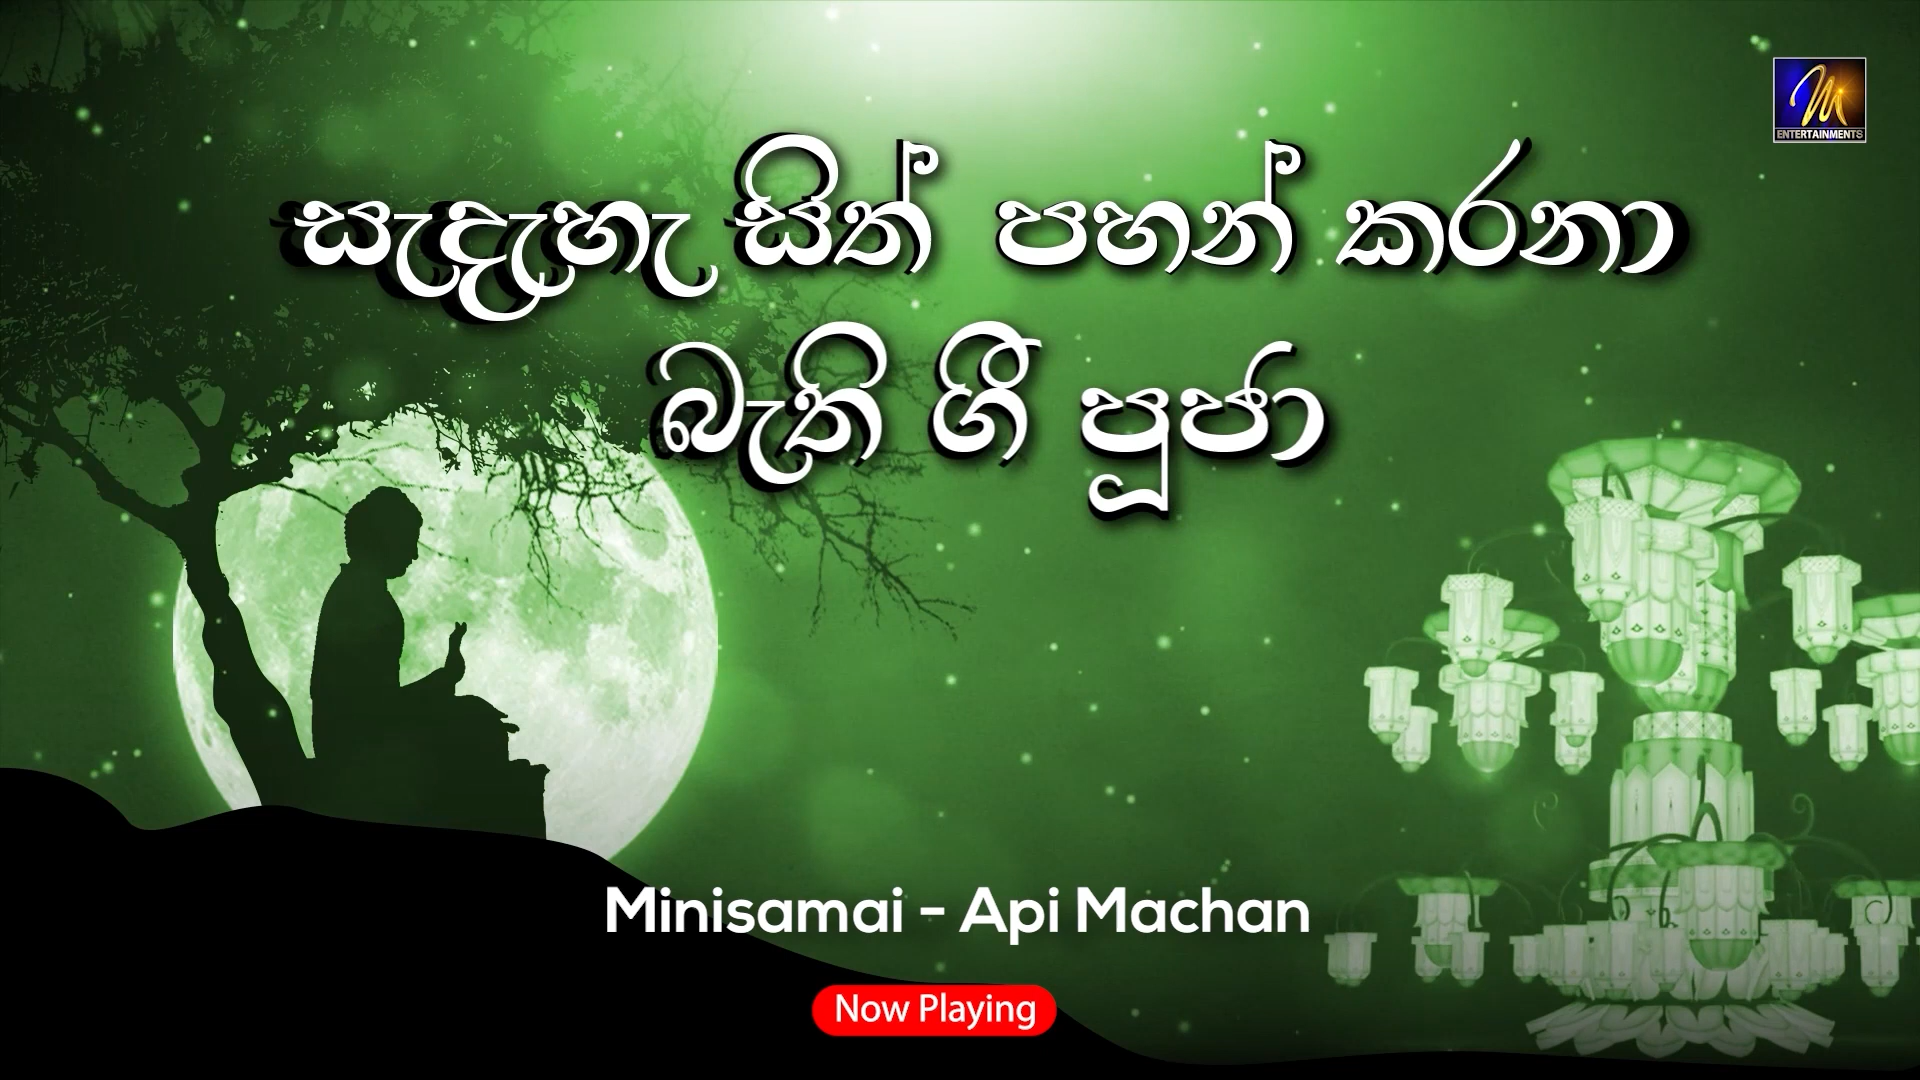 M
ENTERTAINMENTS
සැදැහැ සිත් පහන් කරනා
බැති ගී පූජා
Minisamai - Api Machan
Now Playing